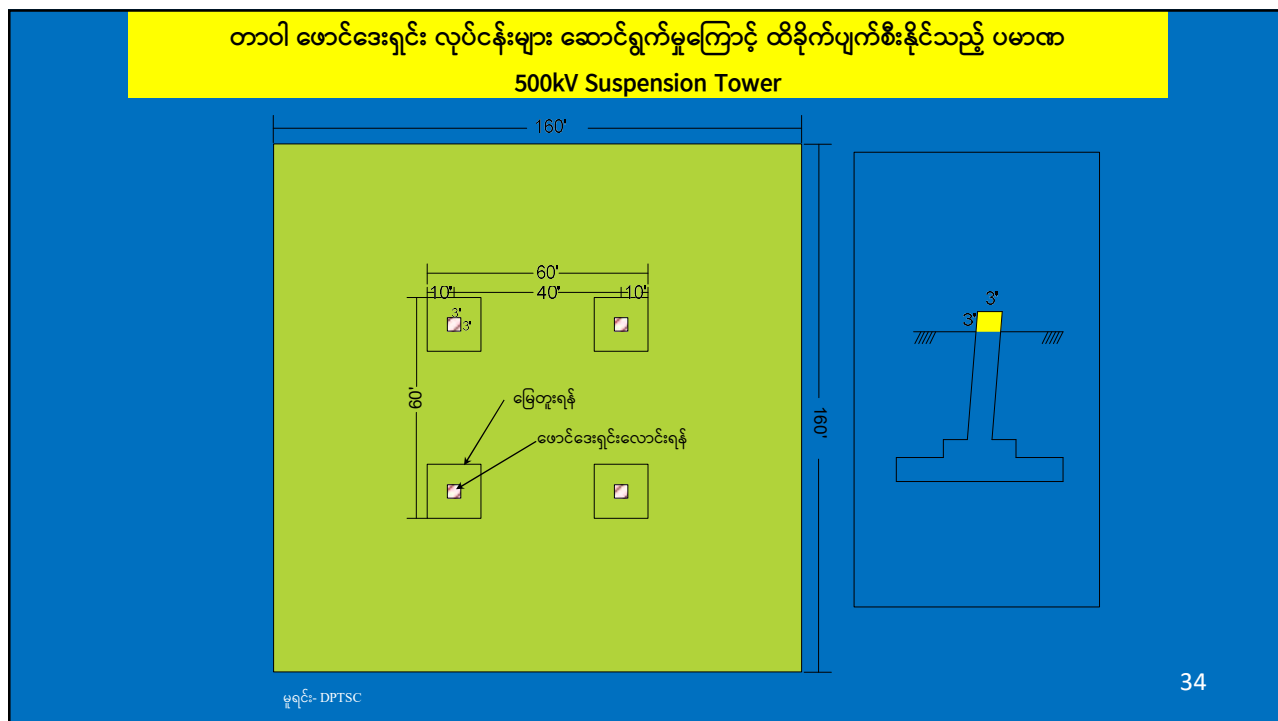 တာဝါ ဖောင်ဒေးရှင်း လုပ်ငန်းများ ဆောင်ရွက်မှုကြောင့် ထိခိုက်ပျက်စီးနိုင်သည့် ပမာဏ
500kV Suspension Tower
160'
60'
10' 40' 10'
3'
3'
60'
160'
မြေတူးရန်
ဖောင်ဒေးရှင်းလောင်းရန်
3'
3'
မူရင်း- DPTSC
34